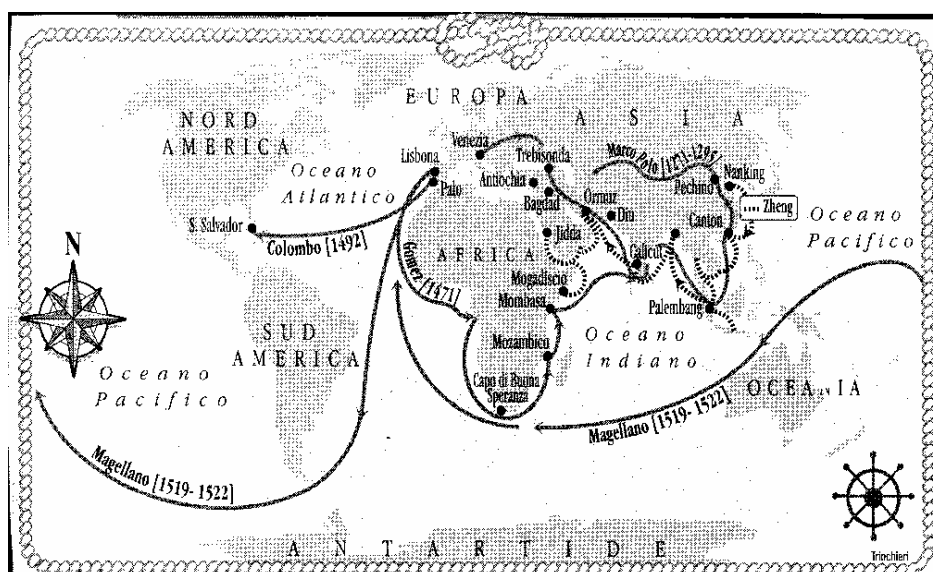 EUROPA
ASIA
NORD
AMERICA
Venezia
Trebisonda
Marco Polo [1271-1295]
Nanking
Pechino
Lisbona
Palo
Oceano
Atlantico
Antiochia
Bagdad
Ormuz
Diu
Canton
.... Zheng
Oceano
Pacifico
S. Salvador
Colombo [1492]
Jidda
Calicut
N
AFRICA
Gomez [1471]
Mogadiscio
Mombasa
Palembang
SUD
AMERICA
Mozambico
Oceano
Indiano
Oceano
Pacifico
Capo di Buona
Speranza
OCEANIA
Magellano [1519-1522]
Magellano [1519-1522]
ANTARTIDE
Trinchieri